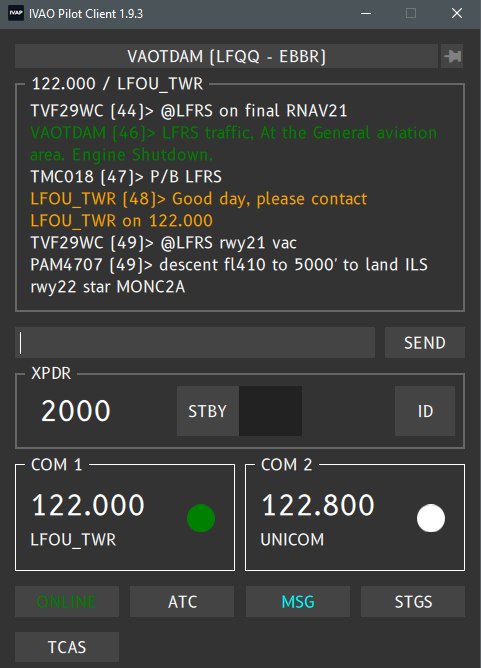 IVAP IVAO Pilot Client 1.9.3
VAOTDAM [LFQQ - EBBR]
122.000 / LFOU_TWR
TVF29WC [44]> @LFRS on final RNAV21
VAOTDAM [46]> LFRS traffic, At the General aviation
area. Engine Shutdown.
TMC018 [47]> P/B LFRS
LFOU_TWR [48]> Good day, please contact
LFOU_TWR on 122.000
TVF29WC [49]> @LFRS rwy21 vac
PAM4707 [49]> descent fl410 to 5000' to land ILS
rwy22 star MONC2A
SEND
XPDR
2000 STBY ID
COM 1 COM 2
122.000 122.800
LFOU_TWR UNICOM
ONLINE ATC MSG STGS
TCAS